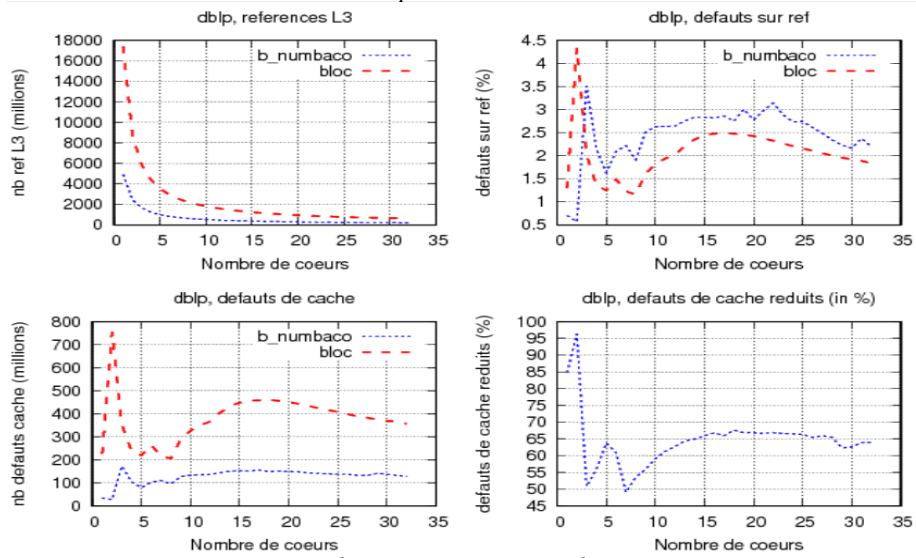 dblp, references L3
nb ref L3 (millions)
18000
16000
14000
12000
10000
8000
6000
4000
2000
0
b_numbaco
bloc
0 5 10 15 20 25 30 35
Nombre de coeurs
dblp, defauts sur ref
defauts sur ref (%)
4.5
4
3.5
3
2.5
2
1.5
1
0.5
b_numbaco
bloc
0 5 10 15 20 25 30 35
Nombre de coeurs
dblp, defauts de cache
nb defauts cache (millions)
800
700
600
500
400
300
200
100
0
b_numbaco
bloc
0 5 10 15 20 25 30 35
Nombre de coeurs
dblp, defauts de cache reduits (in %)
defauts de cache reduits (%)
100
95
90
85
80
75
70
65
60
55
50
45
0 5 10 15 20 25 30 35
Nombre de coeurs